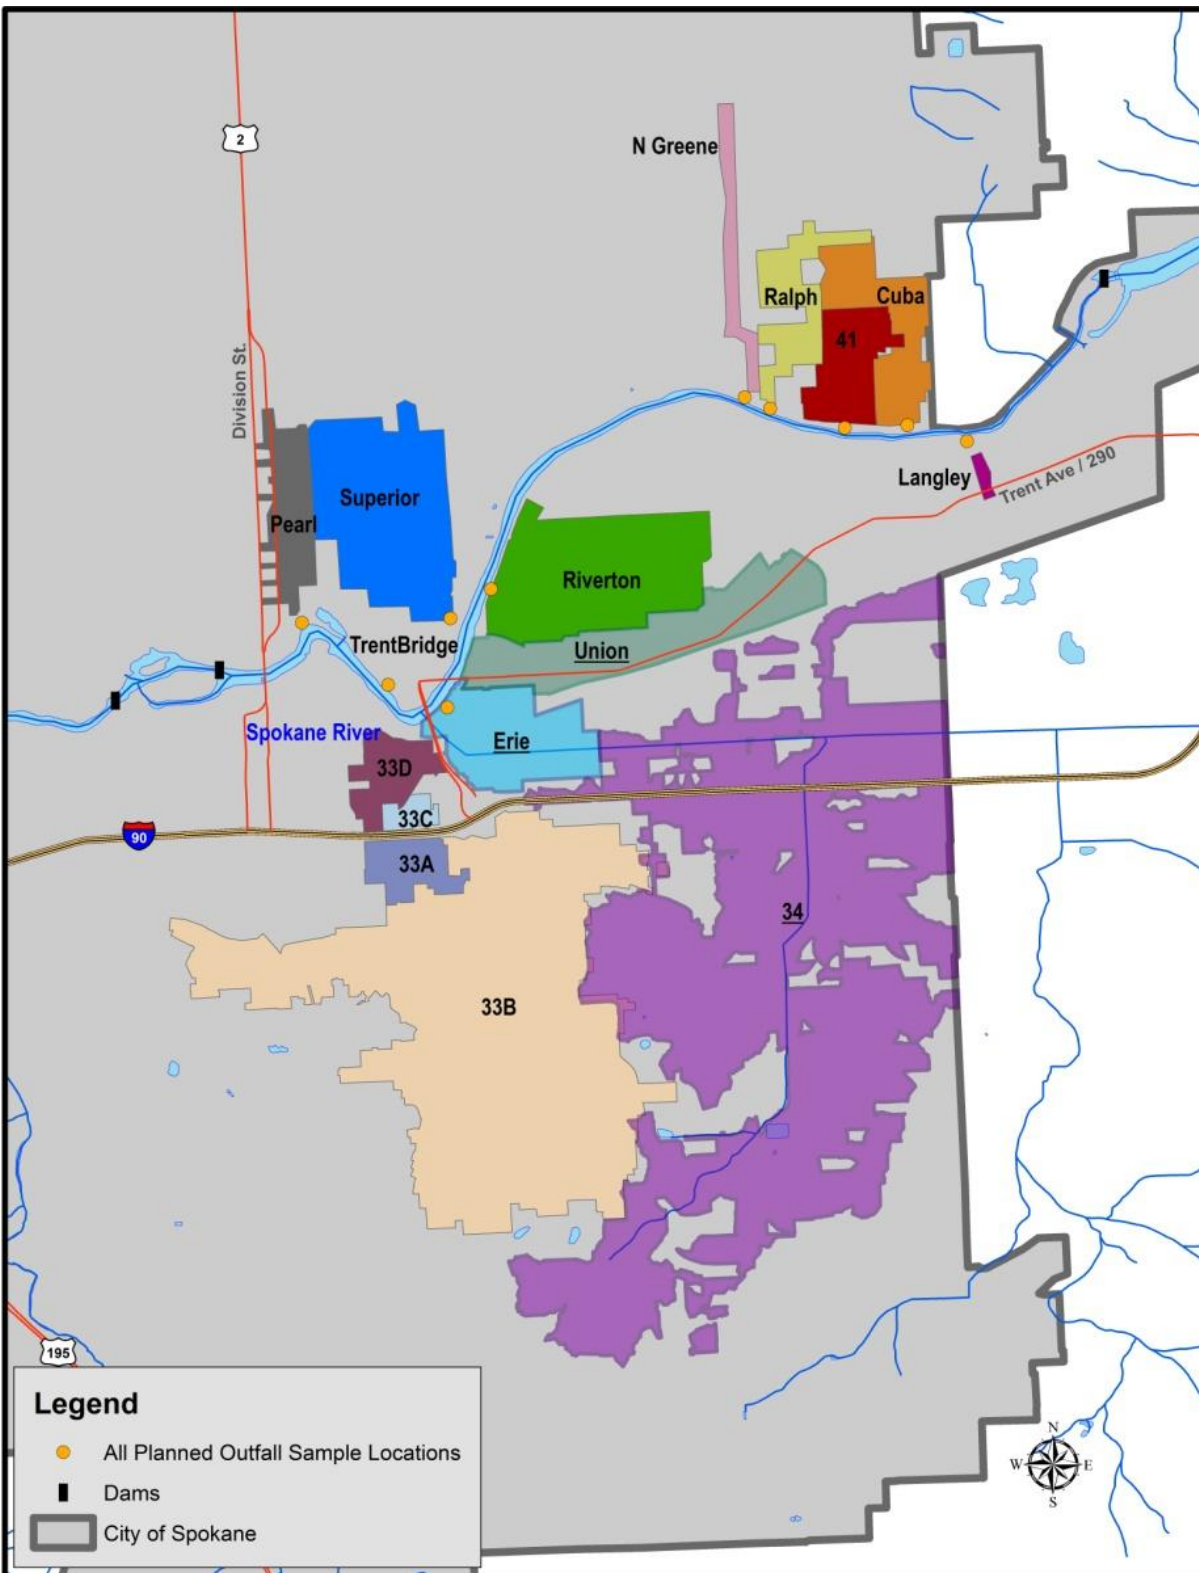 2
N Greene
Ralph
Cuba
41
Division St.
Langley
Trent Ave / 290
Superior
Pearl
Riverton
TrentBridge
Union
Spokane River
Erie
33D
33C
90
33A
34
33B
195
Legend
All Planned Outfall Sample Locations
Dams
City of Spokane
N
W E
S